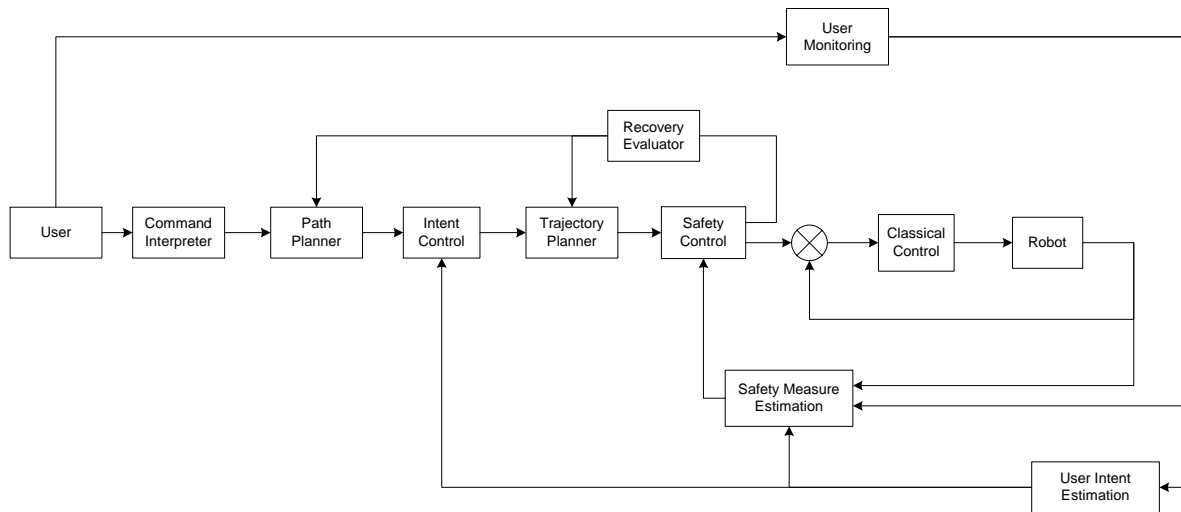 User
Monitoring
Recovery
Evaluator
User
Command
Interpreter
Path
Planner
Intent
Control
Trajectory
Planner
Safety
Control
Classical
Control
Robot
Safety Measure
Estimation
User Intent
Estimation